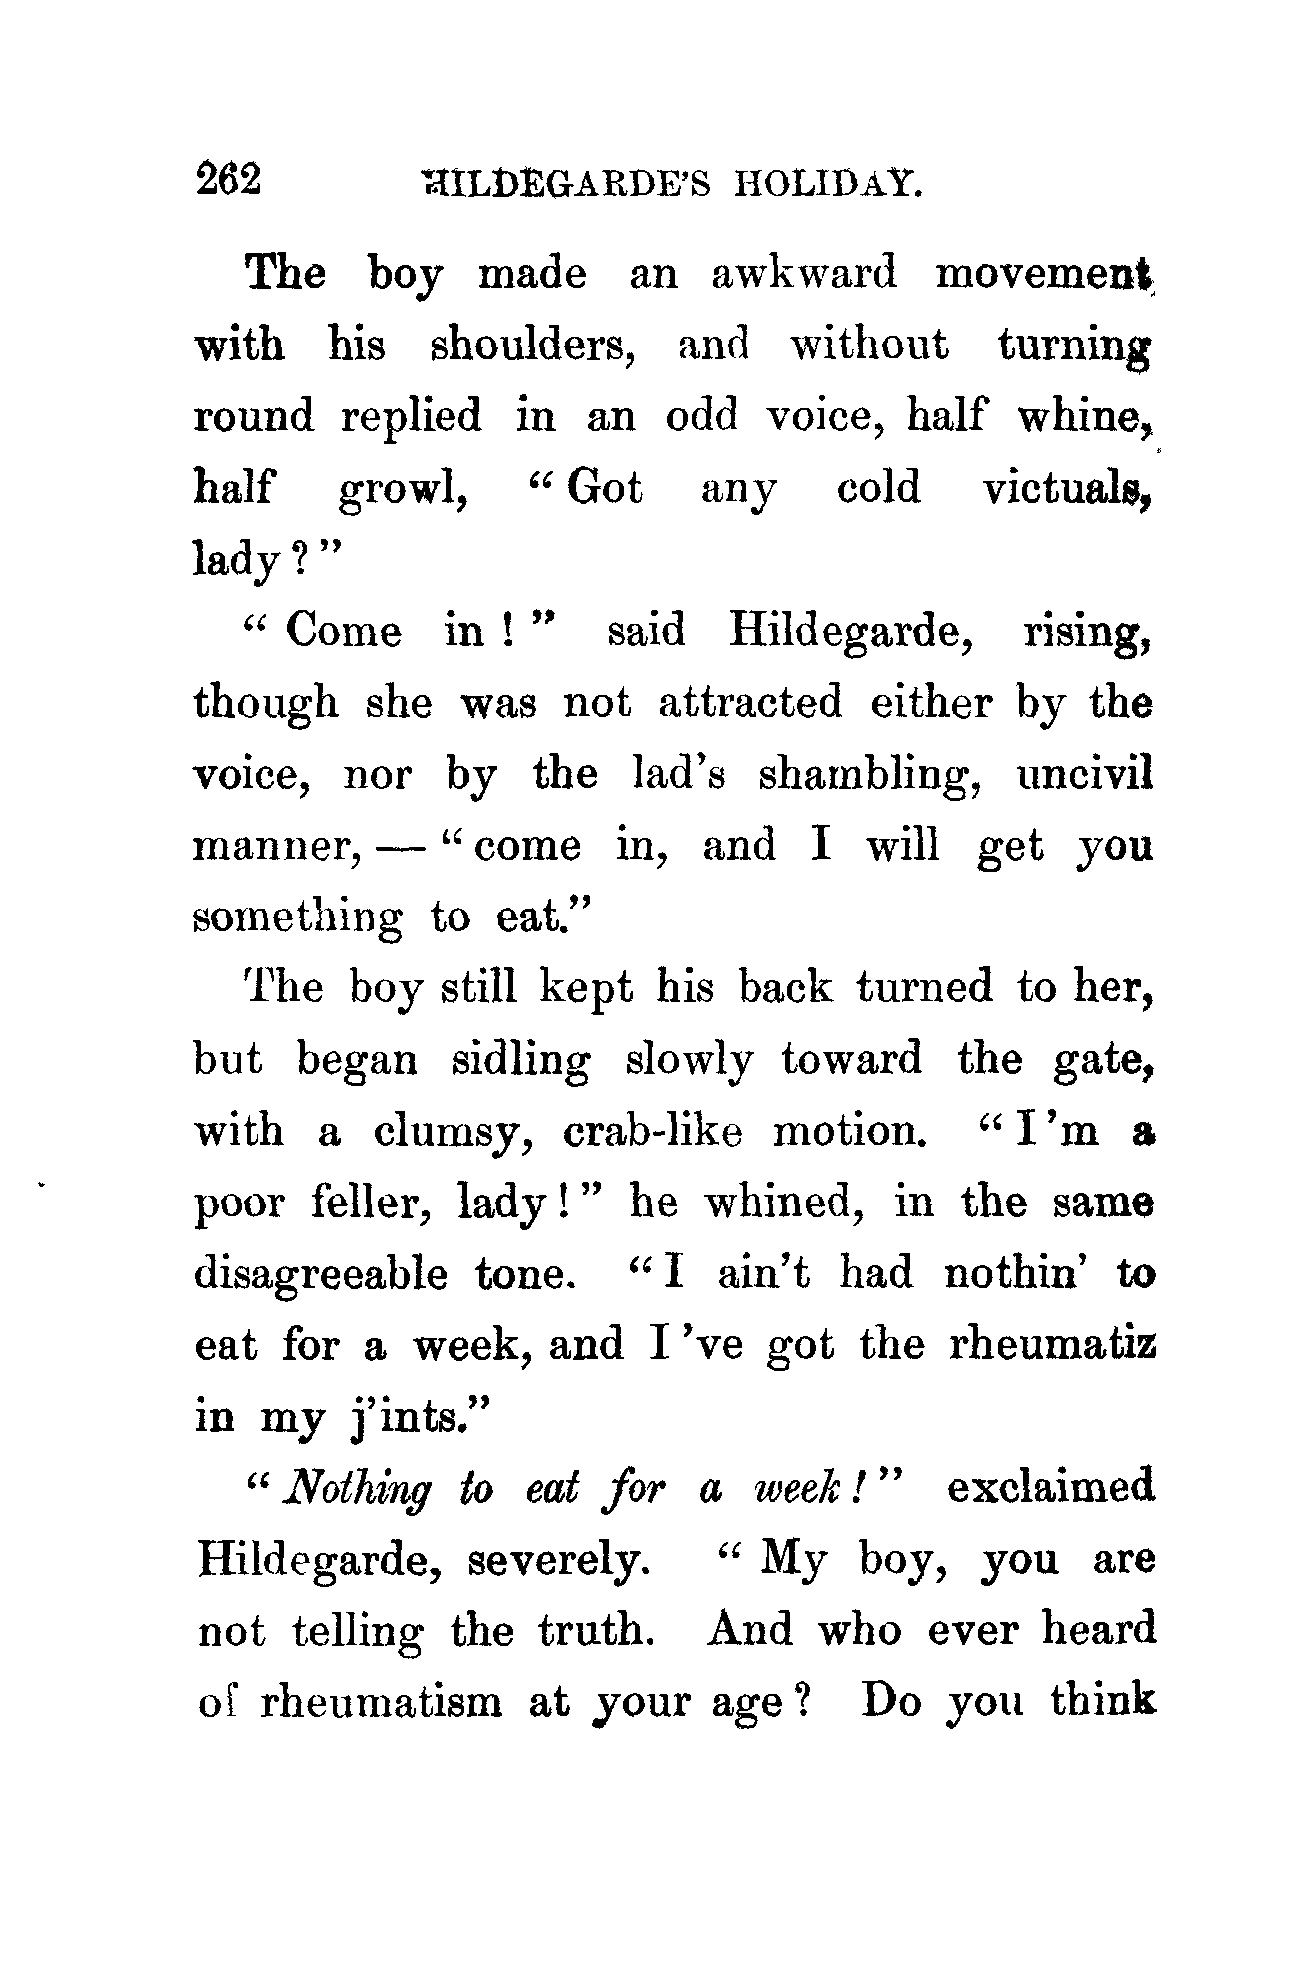 262 HILDEGARDE'S HOLIDAY.
The boy made an awkward movement
with his shoulders, and without turning
round replied in an odd voice, half whine,
half growl, “Got any cold victuals,
lady?”
“Come in!” said Hildegarde, rising,
though she was not attracted either by the
voice, nor by the lad's shambling, uncivil
manner, — “come in, and I will get you
something to eat.”
The boy still kept his back turned to her,
but began sidling slowly toward the gate,
with a clumsy, crab-like motion. “I'm a
poor feller, lady!” he whined, in the same
disagreeable tone. “I ain't had nothin' to
eat for a week, and I've got the rheumatiz
in my j'ints.”
“Nothing to eat for a week!” exclaimed
Hildegarde, severely. “My boy, you are
not telling the truth. And who ever heard
of rheumatism at your age? Do you think